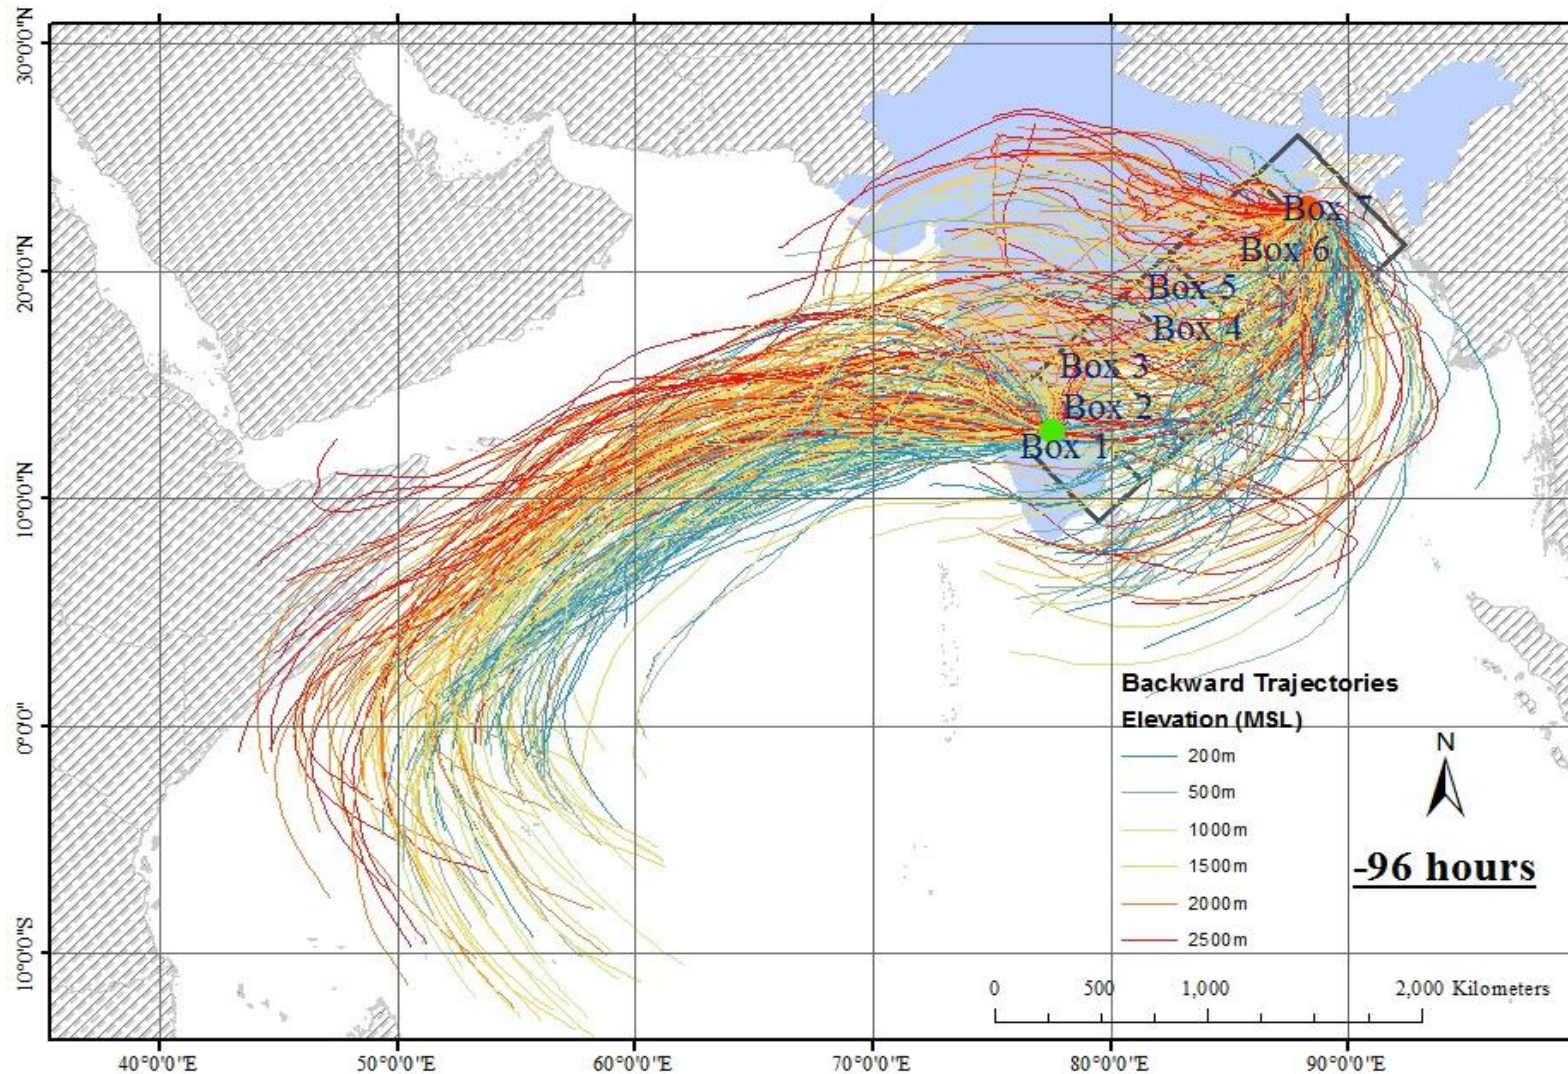 30°0'0"N
20°0'0"N
10°0'0"N
0°0'0"
10°0'0"S
Box 7
Box 6
Box 5
Box 4
Box 3
Box 2
Box 1
Backward Trajectories
Elevation (MSL)
200m
500m
1000m
1500m
2000m
2500m
N
-96 hours
0 500 1,000 2,000 Kilometers
40°0'0"E 50°0'0"E 60°0'0"E 70°0'0"E 80°0'0"E 90°0'0"E